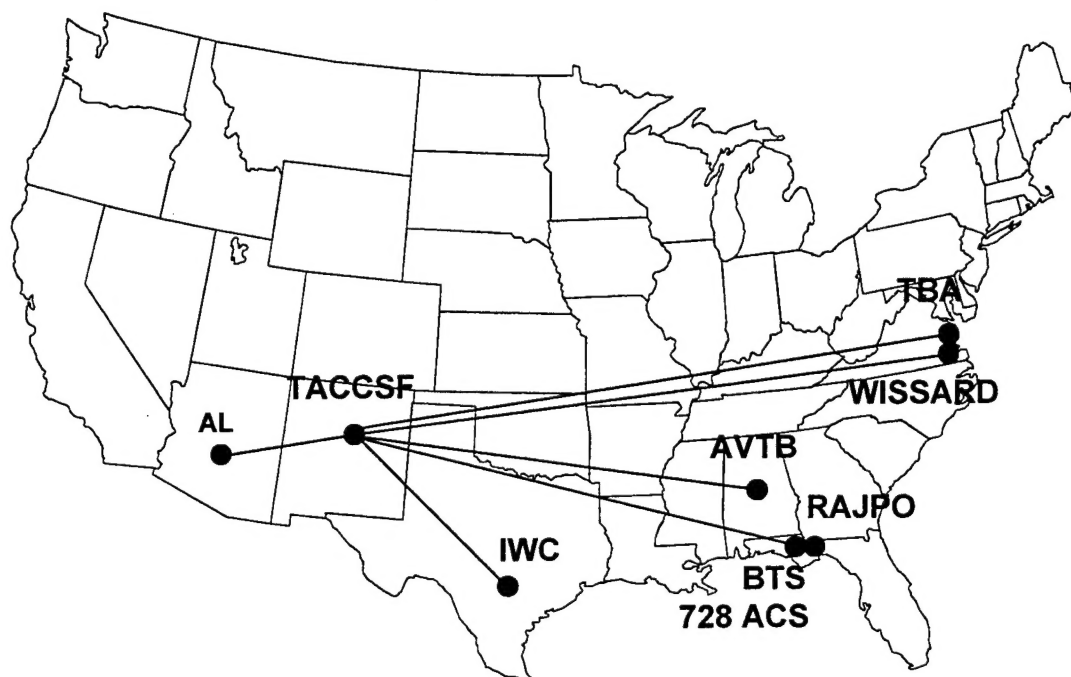 TBA
TACCSF
WISSARD
AL
AVTB
RAJPO
IWC
BTS
728 ACS